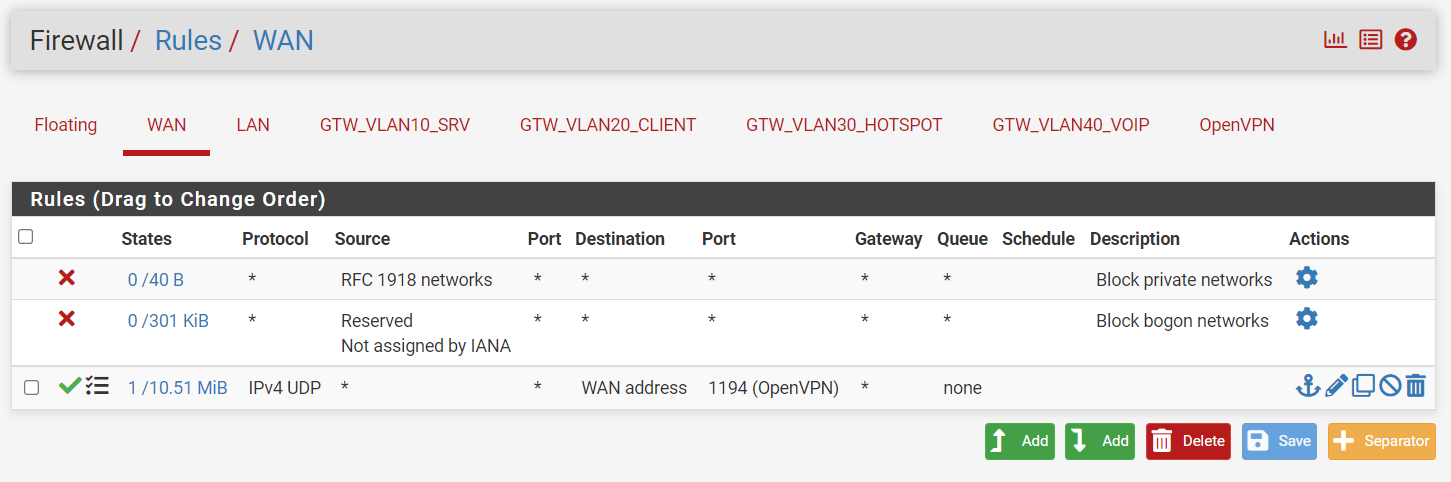 Firewall / Rules / WAN
Floating WAN LAN GTW_VLAN10_SRV GTW_VLAN20_CLIENT GTW_VLAN30_HOTSPOT GTW_VLAN40_VOIP OpenVPN
Rules (Drag to Change Order)
States Protocol Source Port Destination Port Gateway Queue Schedule Description Actions
0 /40 B * RFC 1918 networks * * * * * Block private networks
0 /301 KiB * Reserved * * * * * Block bogon networks
Not assigned by IANA
1 /10.51 MiB IPv4 UDP * * WAN address 1194 (OpenVPN) * none
Add Add Delete Save Separator